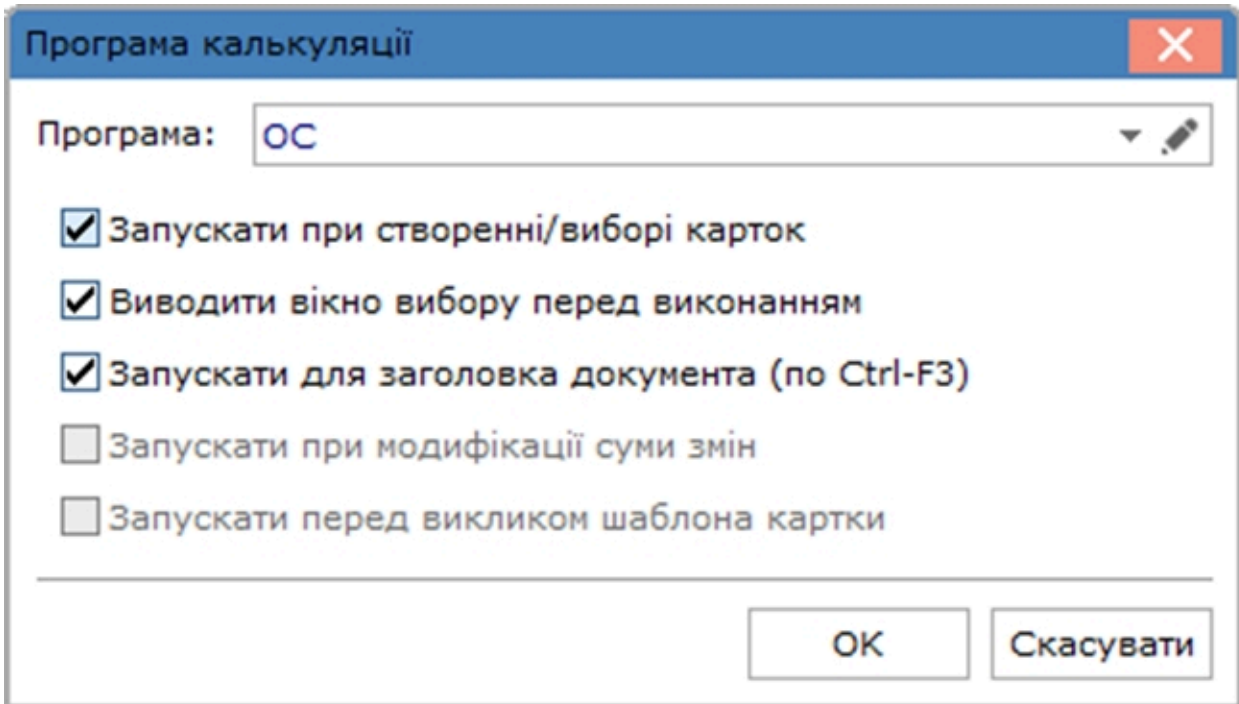 Програма калькуляції
Програма: ОС
Запускати при створенні/виборі карток
Виводити вікно вибору перед виконанням
Запускати для заголовка документа (по Ctrl-F3)
Запускати при модифікації суми змін
Запускати перед викликом шаблона картки
ОК Скасувати